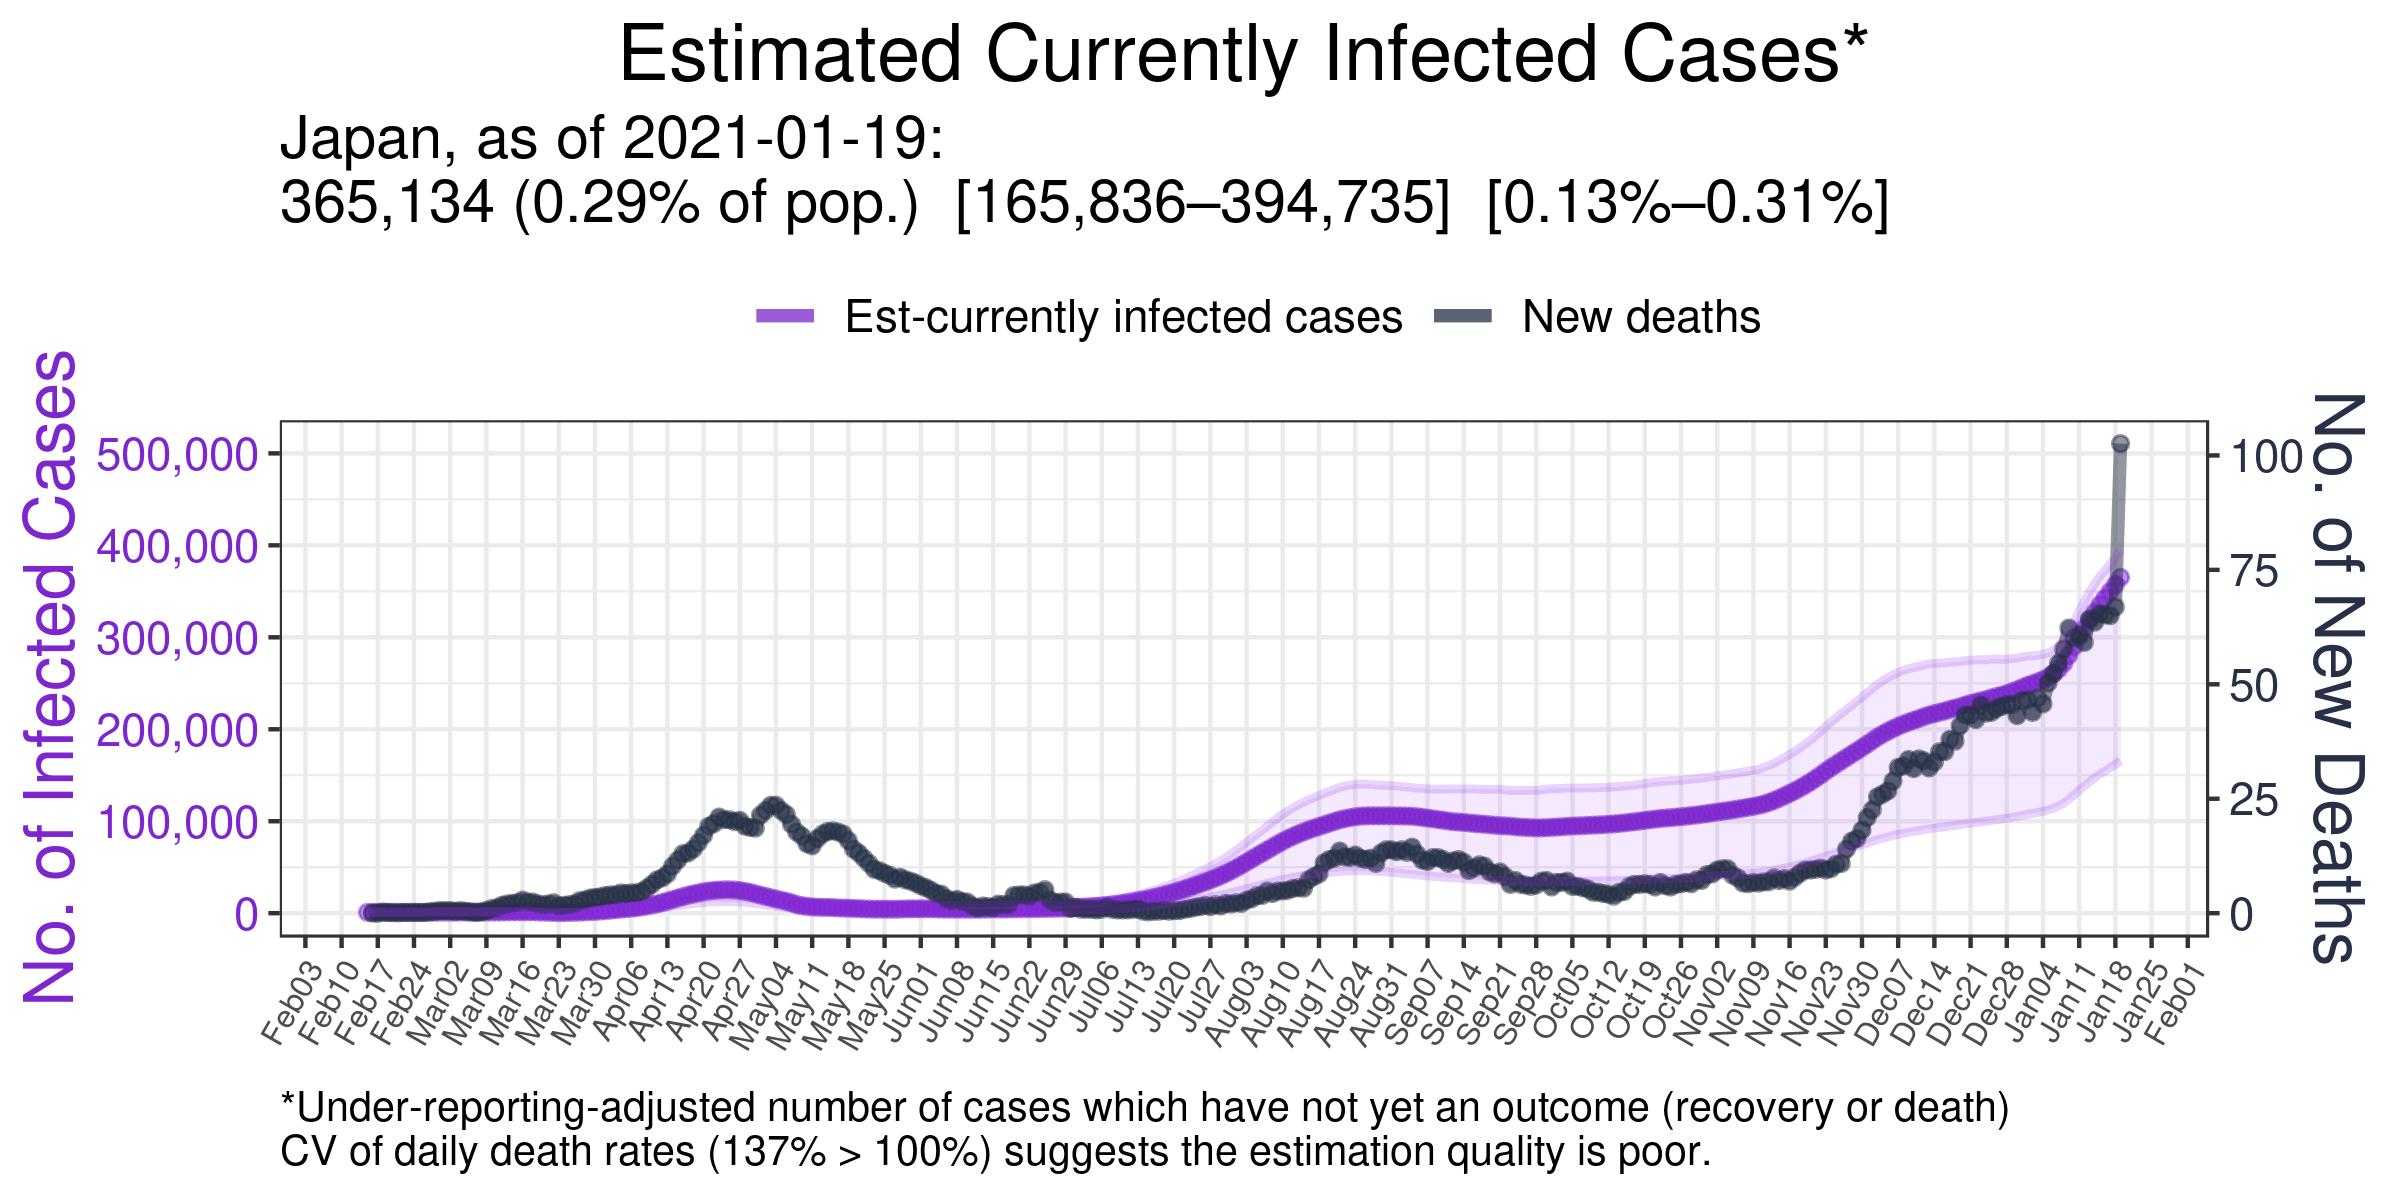 Estimated Currently Infected Cases*
Japan, as of 2021-01-19:
365,134 (0.29% of pop.)  [165,836–394,735]  [0.13%–0.31%]
Est-currently infected cases
New deaths
No. of Infected Cases
500,000
400,000
300,000
200,000
100,000
0
100
75
50
25
0
No. of New Deaths
Feb03
Feb10
Feb17
Feb24
Mar02
Mar09
Mar16
Mar23
Mar30
Apr06
Apr13
Apr20
Apr27
May04
May11
May18
May25
Jun01
Jun08
Jun15
Jun22
Jun29
Jul06
Jul13
Jul20
Jul27
Aug03
Aug10
Aug17
Aug24
Aug31
Sep07
Sep14
Sep21
Sep28
Oct05
Oct12
Oct19
Oct26
Nov02
Nov09
Nov16
Nov23
Nov30
Dec07
Dec14
Dec21
Dec28
Jan04
Jan11
Jan18
Jan25
Feb01
*Under-reporting-adjusted number of cases which have not yet an outcome (recovery or death)
CV of daily death rates (137% > 100%) suggests the estimation quality is poor.